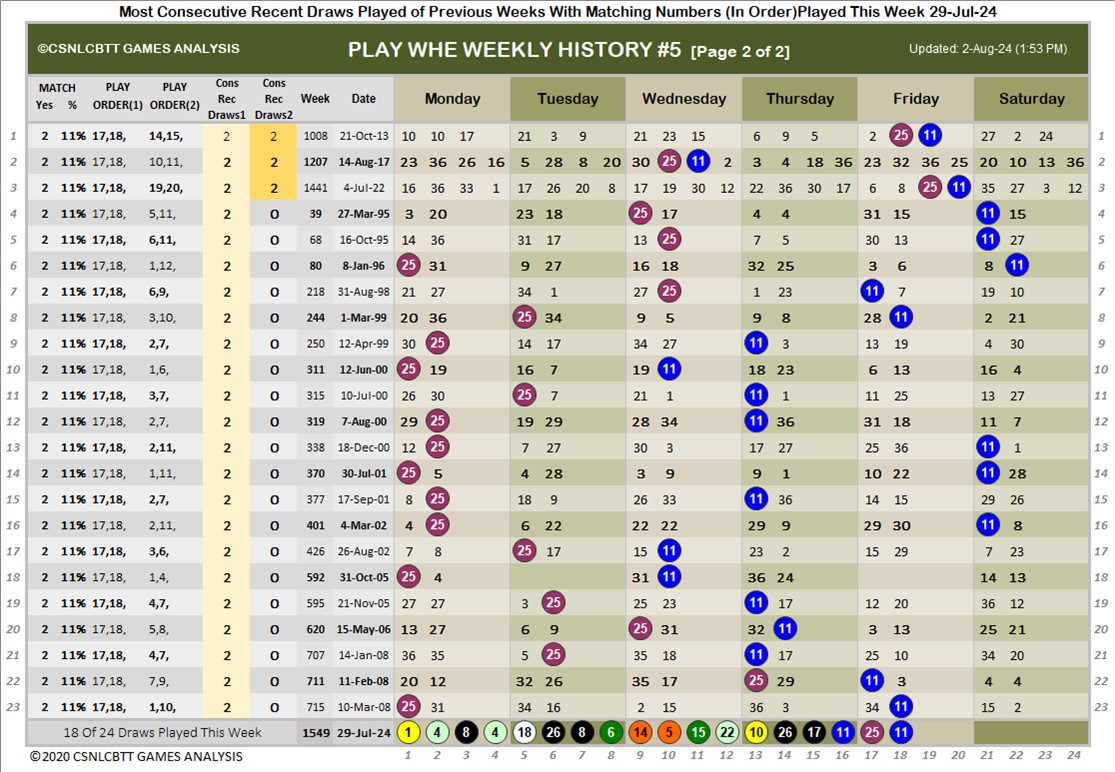 Most Consecutive Recent Draws Played of Previous Weeks With Matching Numbers (In Order)Played This Week 29-Jul-24
©CSNLCBTT GAMES ANALYSIS PLAY WHE WEEKLY HISTORY #5 [Page 2 of 2] Updated: 2-Aug-24 (1:53 PM)
MATCH Yes % PLAY ORDER(1) PLAY ORDER(2) Cons Rec Draws1 Cons Rec Draws2 Week Date Monday Tuesday Wednesday Thursday Friday Saturday
1 2 11% 17,18, 14,15, 2 2 1008 21-Oct-13 10 10 17 21 3 9 21 23 15 6 9 5 2 25 11 27 2 24 1
2 2 11% 17,18, 10,11, 2 2 1207 14-Aug-17 23 36 26 16 5 28 8 20 30 25 11 2 3 4 18 36 23 32 36 25 20 10 13 36 2
3 2 11% 17,18, 19,20, 2 2 1441 4-Jul-22 16 36 33 1 17 26 20 8 17 19 30 12 22 36 30 17 6 8 25 11 35 27 3 12 3
4 2 11% 17,18, 5,11, 2 0 39 27-Mar-95 3 20 23 18 25 17 4 4 31 15 11 15 4
5 2 11% 17,18, 6,11, 2 0 68 16-Oct-95 14 36 31 17 13 25 7 5 30 13 11 27 5
6 2 11% 17,18, 1,12, 2 0 80 8-Jan-96 25 31 9 27 16 18 32 25 3 6 8 11 6
7 2 11% 17,18, 6,9, 2 0 218 31-Aug-98 21 27 34 1 27 25 1 23 11 7 19 10 7
8 2 11% 17,18, 3,10, 2 0 244 1-Mar-99 20 36 25 34 9 5 9 8 28 11 2 21 8
9 2 11% 17,18, 2,7, 2 0 250 12-Apr-99 30 25 14 17 34 27 11 3 13 19 4 30 9
10 2 11% 17,18, 1,6, 2 0 311 12-Jun-00 25 19 16 7 19 11 18 23 6 13 16 4 10
11 2 11% 17,18, 3,7, 2 0 315 10-Jul-00 26 30 25 7 21 1 11 1 11 25 13 27 11
12 2 11% 17,18, 2,7, 2 0 319 7-Aug-00 29 25 19 29 28 34 11 36 31 18 11 7 12
13 2 11% 17,18, 2,11, 2 0 338 18-Dec-00 12 25 7 27 30 3 17 27 25 36 11 1 13
14 2 11% 17,18, 1,11, 2 0 370 30-Jul-01 25 5 4 28 3 9 9 1 10 22 11 28 14
15 2 11% 17,18, 2,7, 2 0 377 17-Sep-01 8 25 18 9 26 33 11 36 14 15 29 26 15
16 2 11% 17,18, 2,11, 2 0 401 4-Mar-02 4 25 6 22 22 22 29 9 29 30 11 8 16
17 2 11% 17,18, 3,6, 2 0 426 26-Aug-02 7 8 25 17 15 11 23 2 15 29 7 23 17
18 2 11% 17,18, 1,4, 2 0 592 31-Oct-05 25 4 31 11 36 24 14 13 18
19 2 11% 17,18, 4,7, 2 0 595 21-Nov-05 27 27 3 25 25 23 11 17 12 20 36 12 19
20 2 11% 17,18, 5,8, 2 0 620 15-May-06 13 27 6 9 25 31 32 11 3 13 25 21 20
21 2 11% 17,18, 4,7, 2 0 707 14-Jan-08 36 35 5 25 35 18 11 17 25 10 34 20 21
22 2 11% 17,18, 7,9, 2 0 711 11-Feb-08 20 12 32 26 35 17 25 29 11 3 4 4 22
23 2 11% 17,18, 1,10, 2 0 715 10-Mar-08 25 31 34 16 2 15 36 3 34 11 15 2 23
18 Of 24 Draws Played This Week 1549 29-Jul-24 1 4 8 4 18 26 8 6 14 5 15 22 10 26 17 11 25 11
©2020 CSNLCBTT GAMES ANALYSIS 1 2 3 4 5 6 7 8 9 10 11 12 13 14 15 16 17 18 19 20 21 22 23 24